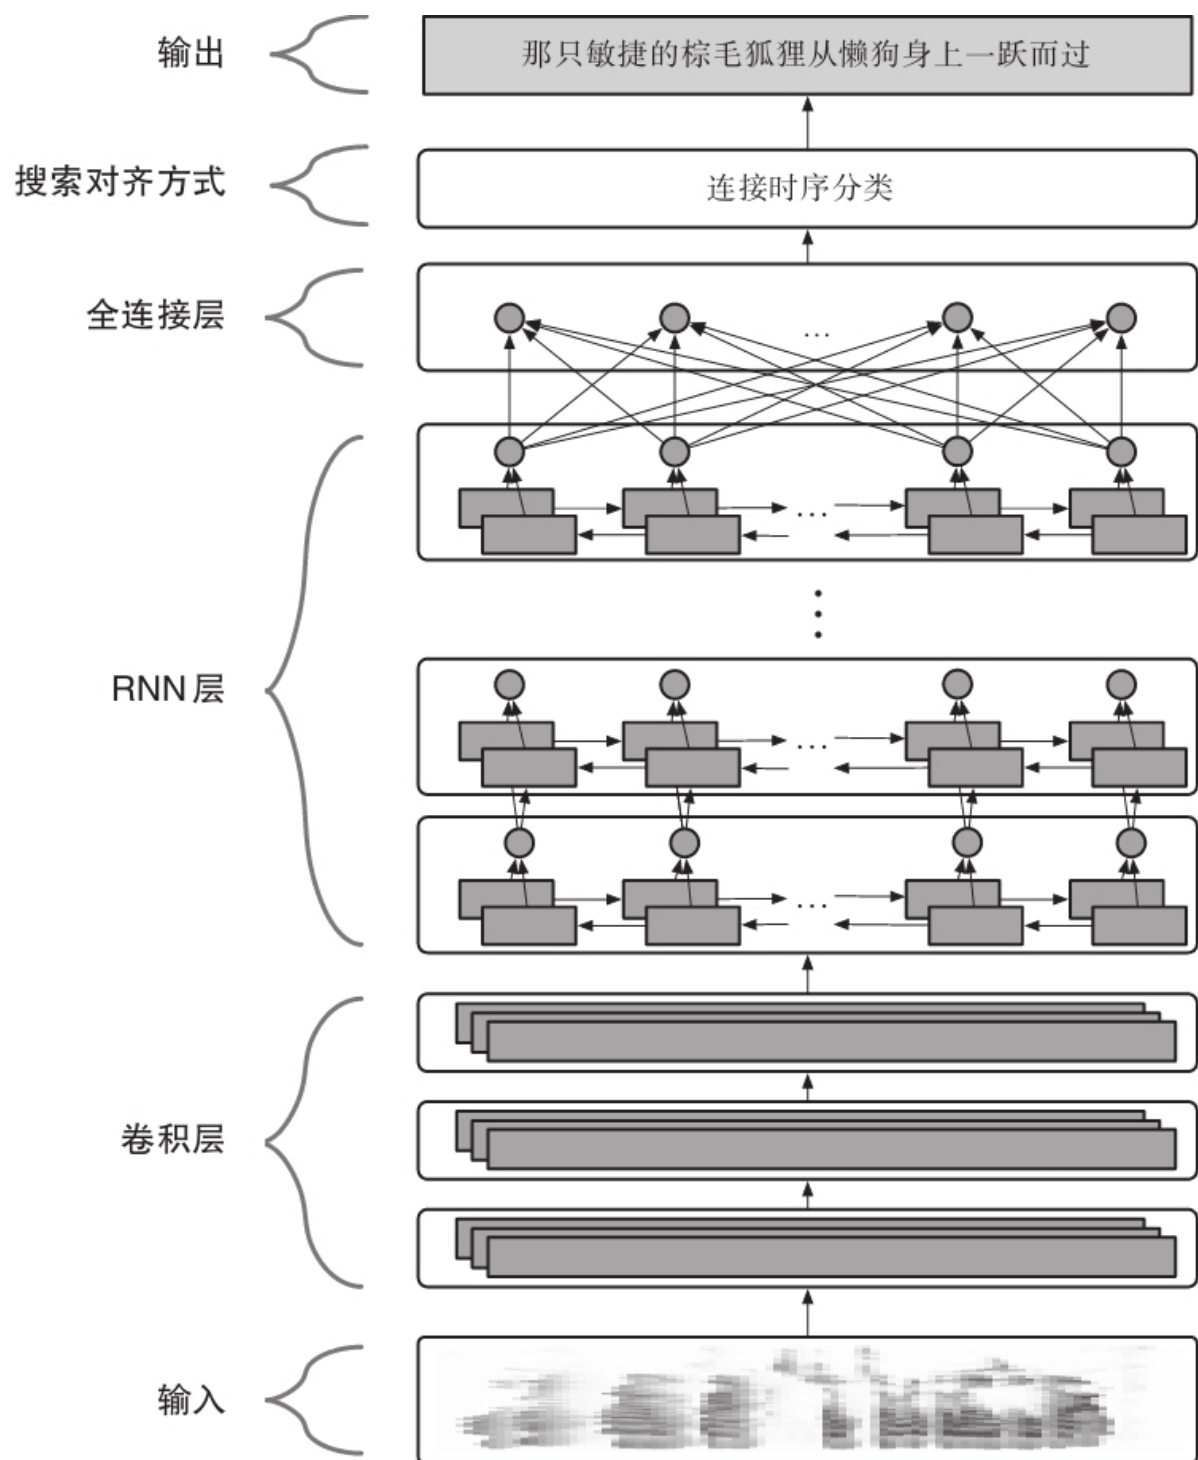 输出
那只敏捷的棕毛狐狸从懒狗身上一跃而过
搜索对齐方式
连接时序分类
全连接层
...
...
RNN 层
...
...
卷积层
输入